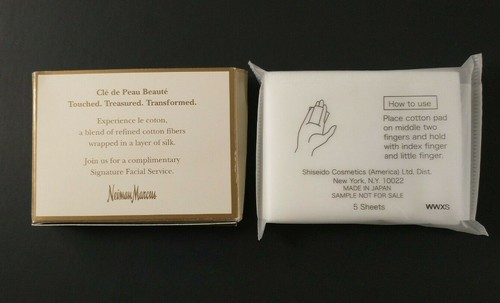 Clé de Peau Beauté
Touched. Treasured. Transformed.
Experience le coton,
a blend of refined cotton fibers
wrapped in a layer of silk.
Join us for a complimentary
Signature Facial Service.
Neiman Marcus
How to use
Place cotton pad
on middle two
fingers and hold
with index finger
and little finger.
Shiseido Cosmetics (America) Ltd. Dist.
New York, N.Y. 10022
MADE IN JAPAN
SAMPLE NOT FOR SALE
5 Sheets
WWXS